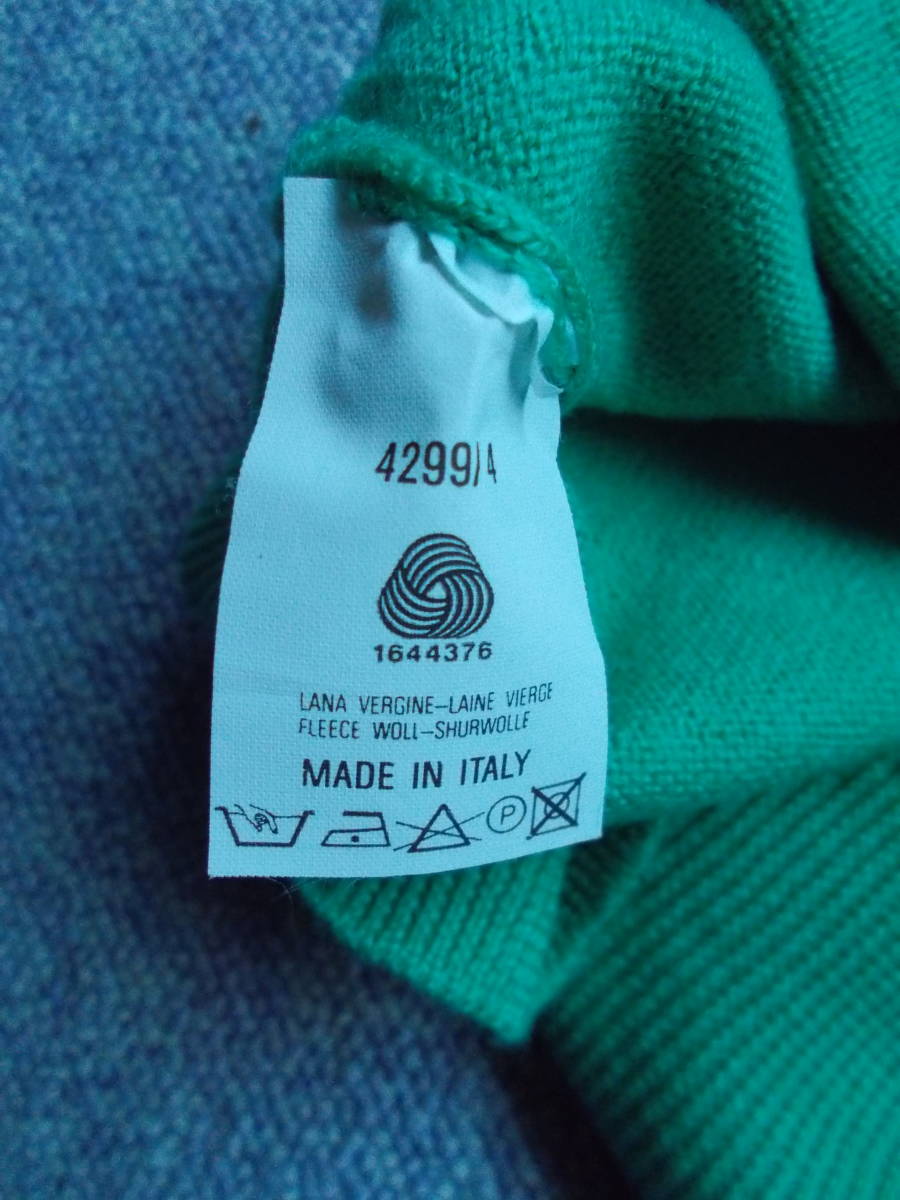 4299/4
1644376
LANA VERGINE-LAINE VIERGE
FLEECE WOLL-SHURWOLLE
MADE IN ITALY
P